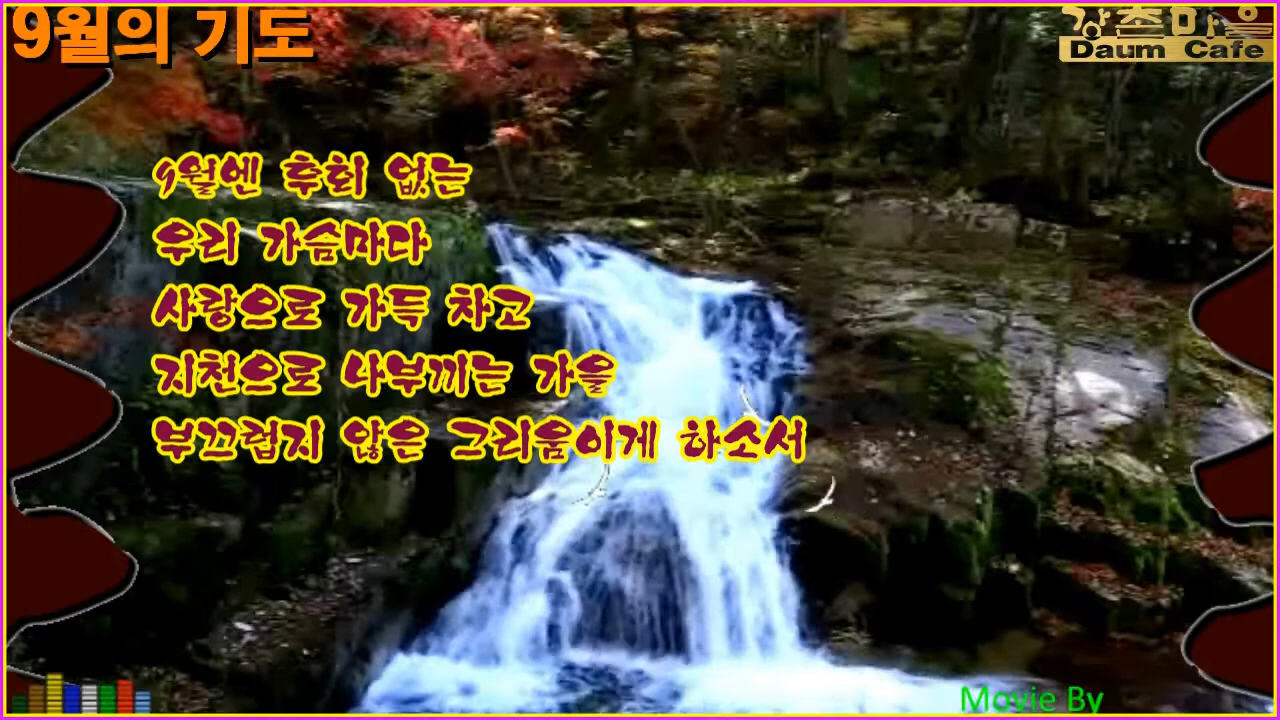 9월의 기도
강촌마을
Daum Cafe
9월엔 후회 없는
우리 가슴마다
사랑으로 가득 차고
지천으로 나부끼는 가을
부끄럽지 않은 그리움이게 하소서
Movie By